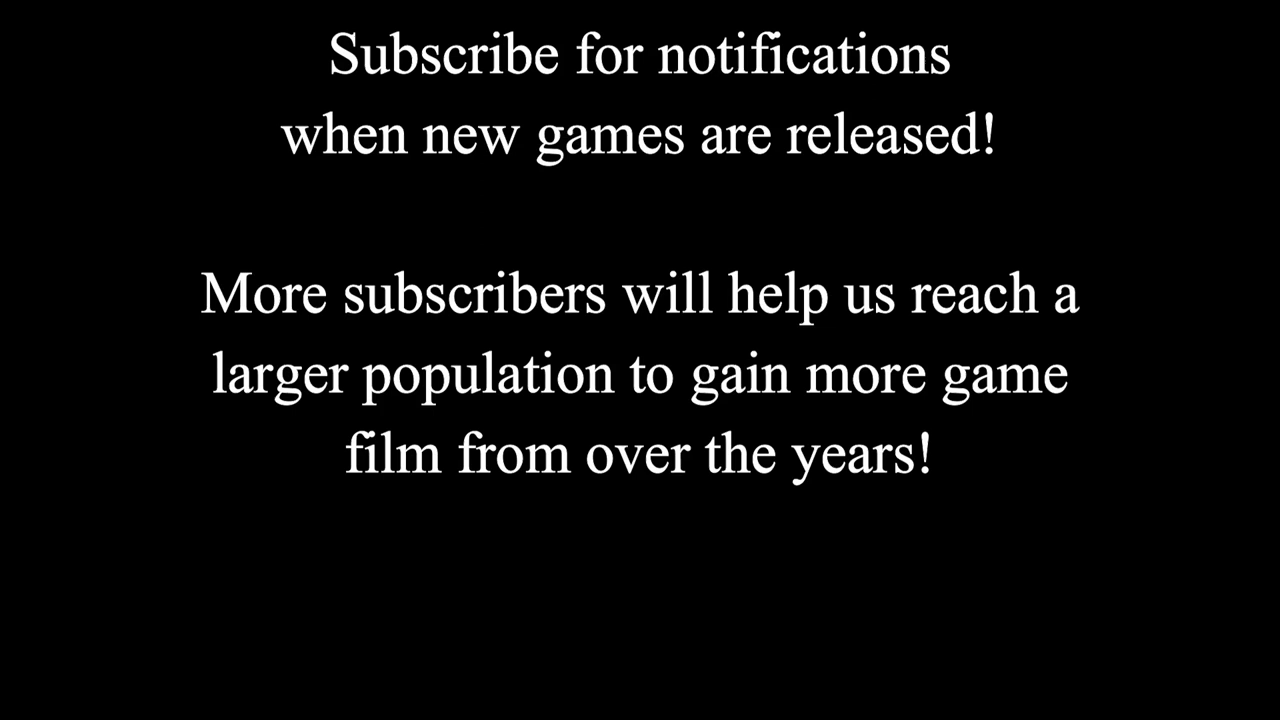 Subscribe for notifications
when new games are released!
More subscribers will help us reach a
larger population to gain more game
film from over the years!